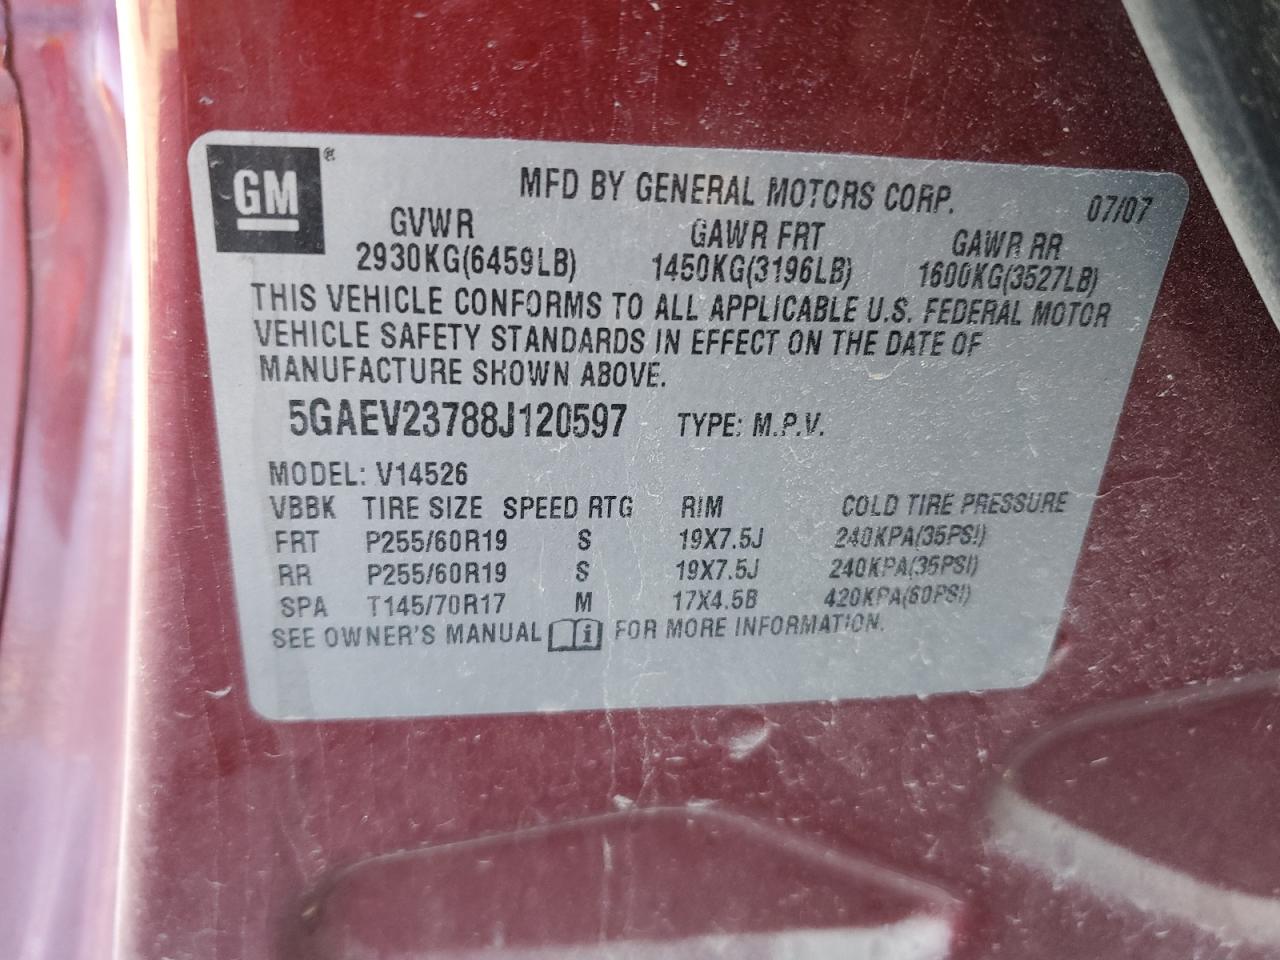 GM®
MFD BY GENERAL MOTORS CORP. 07/07
GVWR GAWR FRT GAWR RR
2930KG(6459LB) 1450KG(3196LB) 1600KG(3527LB)
THIS VEHICLE CONFORMS TO ALL APPLICABLE U.S. FEDERAL MOTOR
VEHICLE SAFETY STANDARDS IN EFFECT ON THE DATE OF
MANUFACTURE SHOWN ABOVE.
5GAEV23788J120597 TYPE: M.P.V.
MODEL: V14526
VBBK TIRE SIZE SPEED RTG RIM COLD TIRE PRESSURE
FRT P255/60R19 S 19X7.5J 240KPA(35PSI)
RR P255/60R19 S 19X7.5J 240KPA(35PSI)
SPA T145/70R17 M 17X4.5B 420KPA(60PSI)
SEE OWNER'S MANUAL i FOR MORE INFORMATION.